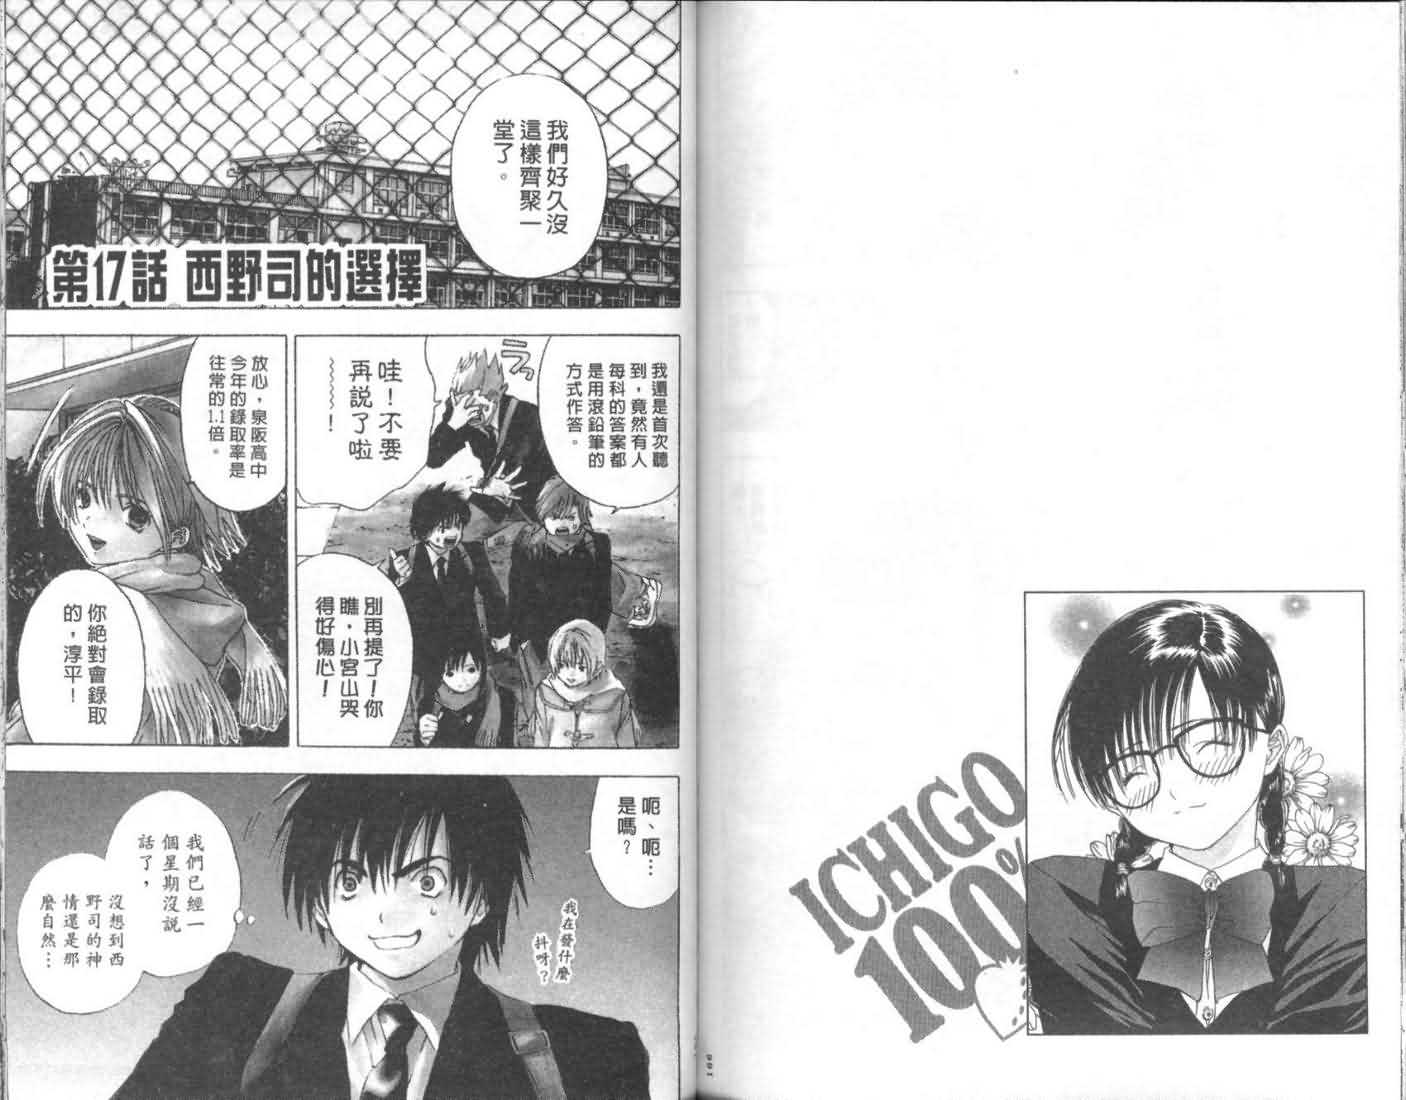 ICHIGO
100%
100
我們好久沒
這樣齊聚一
堂了。
第17話 西野司的選擇
我還是首次聽
到，竟然有人
每科的答案都
是用滾鉛筆的
方式作答。
うっ
哇！不要
再說了啦
～～～～！
別再提了！你
瞧，小宮山哭
得好傷心！
放心，泉阪高中
今年的錄取率是
往常的1.1倍。
你絕對會錄取
的，淳平！
呃、呃…
是嗎？
我在發什麼
抖呀？
我們已經一
個星期沒說
話了，
沒想到西
野司的神
情還是那
麼自然…